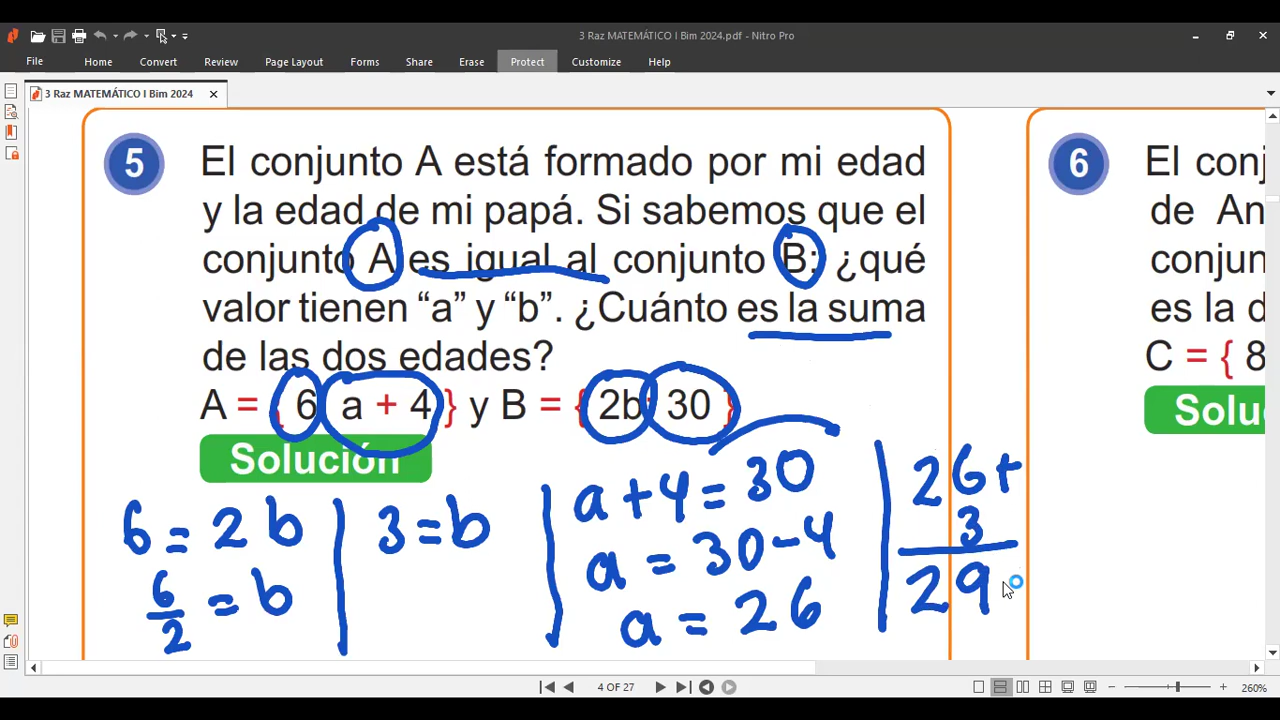 3 Raz MATEMÁTICO I Bim 2024.pdf - Nitro Pro
File Home Convert Review Page Layout Forms Share Erase Protect Customize Help
3 Raz MATEMÁTICO I Bim 2024
5
El conjunto A está formado por mi edad
y la edad de mi papá. Si sabemos que el
conjunto A es igual al conjunto B: ¿qué
valor tienen “a” y “b”. ¿Cuánto es la suma
de las dos edades?
A = { 6 a + 4 } y B = { 2b; 30 }
Solución
6 = 2 b
6/2 = b
3 = b
a + 4 = 30
a = 30 - 4
a = 26
26 +
3
29
6
El conj
de An
conjun
es la d
C = { 8
Solu
4 OF 27
260%